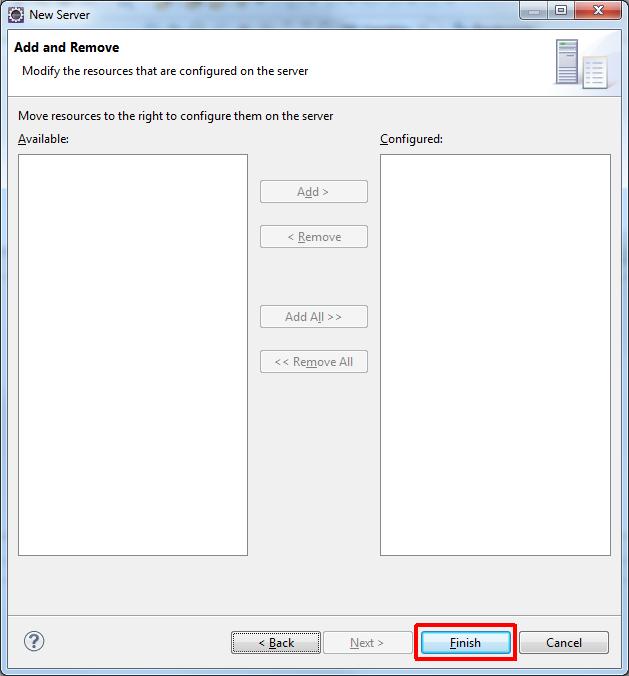 New Server
Add and Remove
Modify the resources that are configured on the server
Move resources to the right to configure them on the server
Available:
Configured:
Add >
< Remove
Add All >>
<< Remove All
?
< Back
Next >
Finish
Cancel